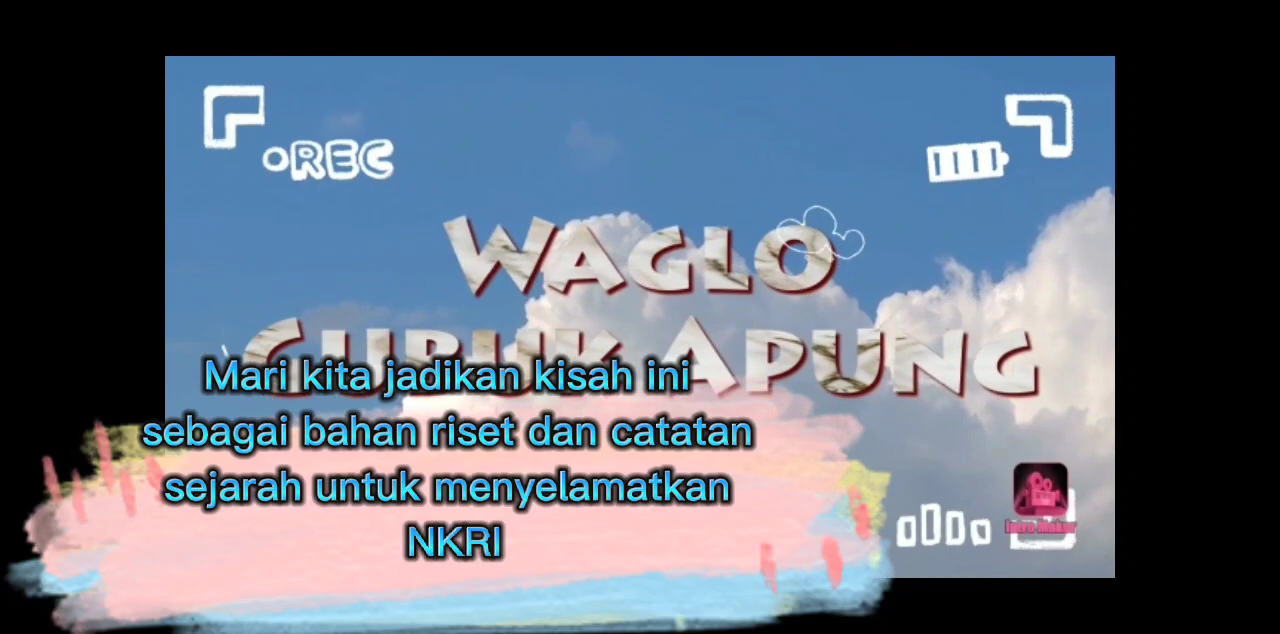 REC
WAGLO
GUBUK APUNG
Mari kita jadikan kisah ini
sebagai bahan riset dan catatan
sejarah untuk menyelamatkan
NKRI
Intro Maker